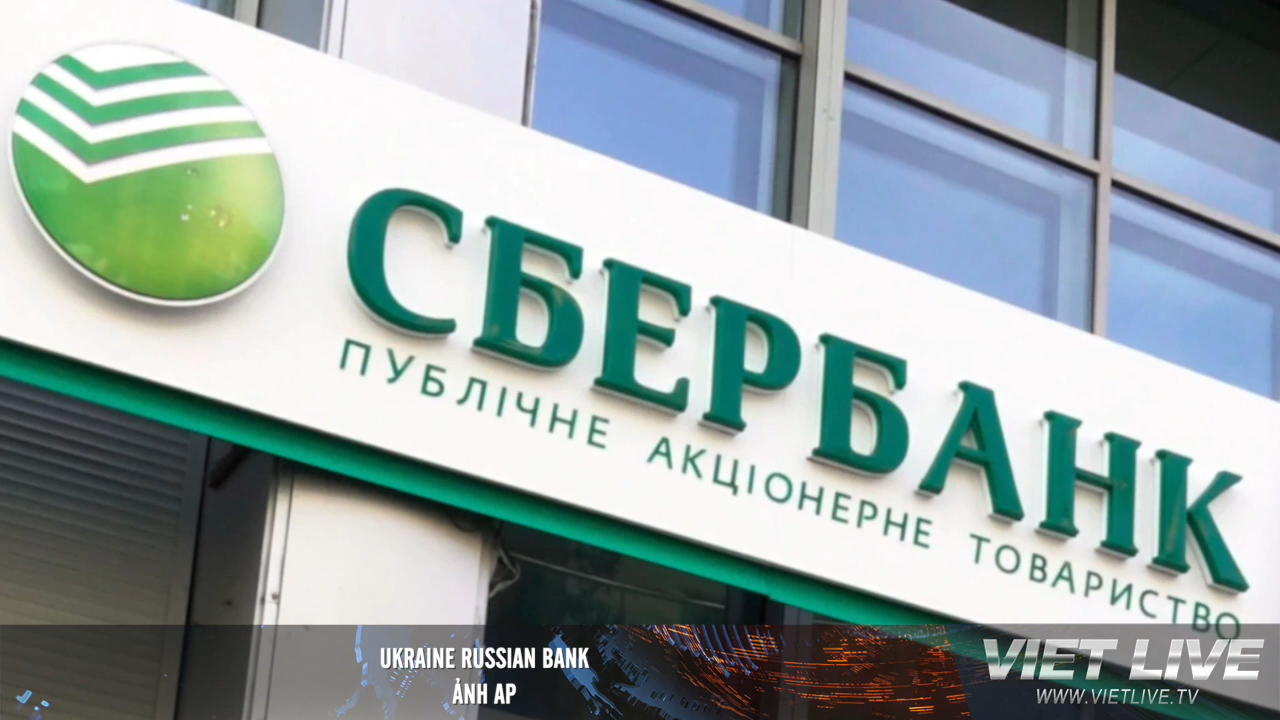 СБЕРБАНК
ПУБЛІЧНЕ АКЦІОНЕРНЕ ТОВАРИСТВО
UKRAINE RUSSIAN BANK
ẢNH AP
VIET LIVE
WWW.VIETLIVE.TV